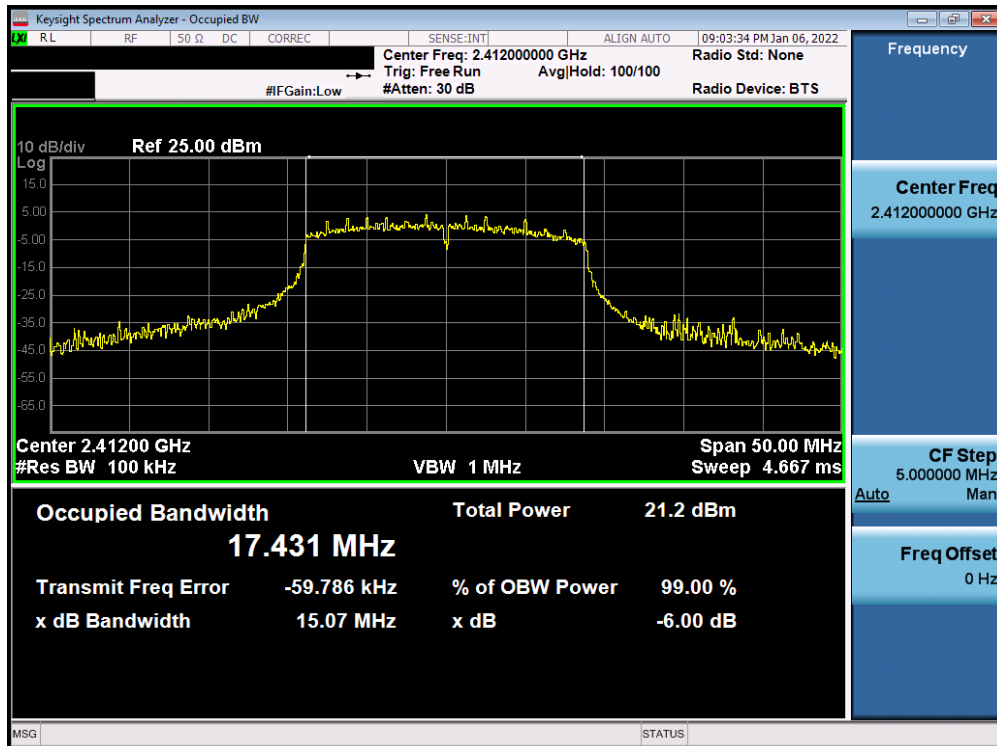 Keysight Spectrum Analyzer - Occupied BW
LXI RL RF 50 Ω DC CORREC SENSE:INT ALIGN AUTO 09:03:34 PM Jan 06, 2022
Center Freq: 2.412000000 GHz Radio Std: None
Trig: Free Run Avg|Hold: 100/100
#IFGain:Low #Atten: 30 dB Radio Device: BTS
Frequency
10 dB/div Ref 25.00 dBm
Log
15.0
5.00
-5.00
-15.0
-25.0
-35.0
-45.0
-55.0
-65.0
Center 2.41200 GHz Span 50.00 MHz
#Res BW 100 kHz VBW 1 MHz Sweep 4.667 ms
Center Freq
2.412000000 GHz
CF Step
5.000000 MHz
Auto Man
Freq Offset
0 Hz
Occupied Bandwidth Total Power 21.2 dBm
17.431 MHz
Transmit Freq Error -59.786 kHz % of OBW Power 99.00 %
x dB Bandwidth 15.07 MHz x dB -6.00 dB
MSG STATUS